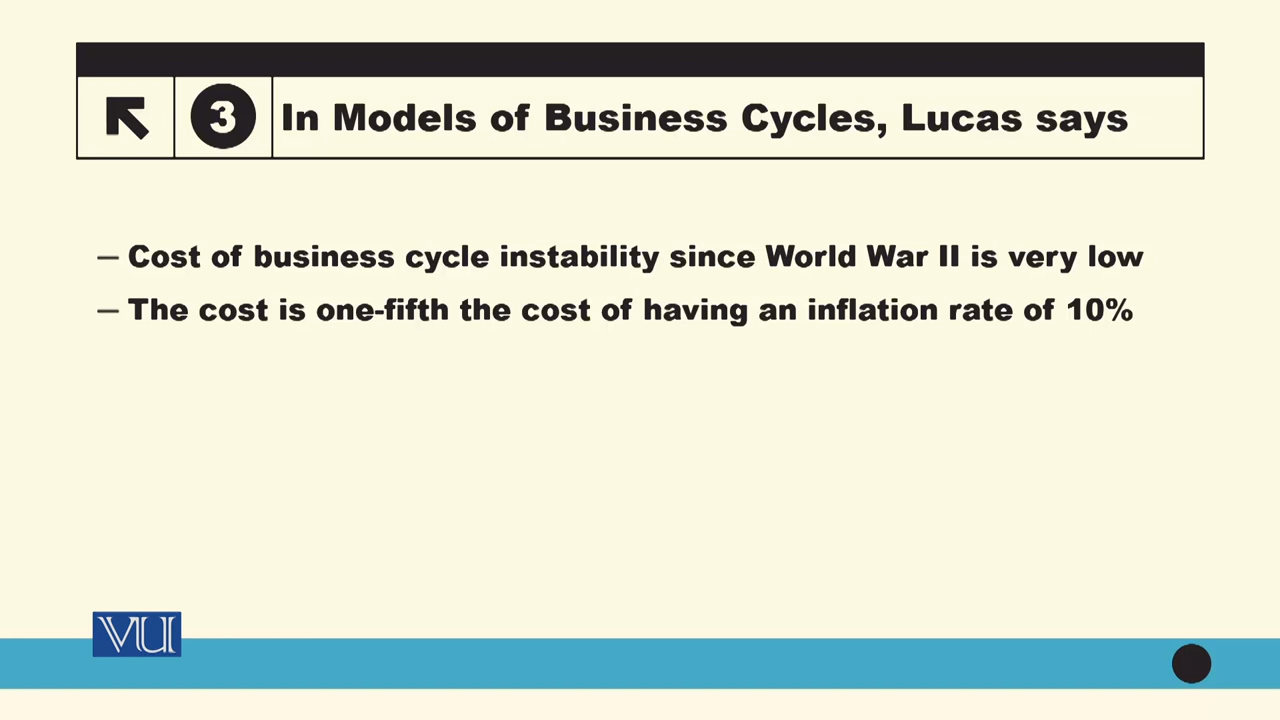 3 In Models of Business Cycles, Lucas says
– Cost of business cycle instability since World War II is very low
– The cost is one-fifth the cost of having an inflation rate of 10%
VU